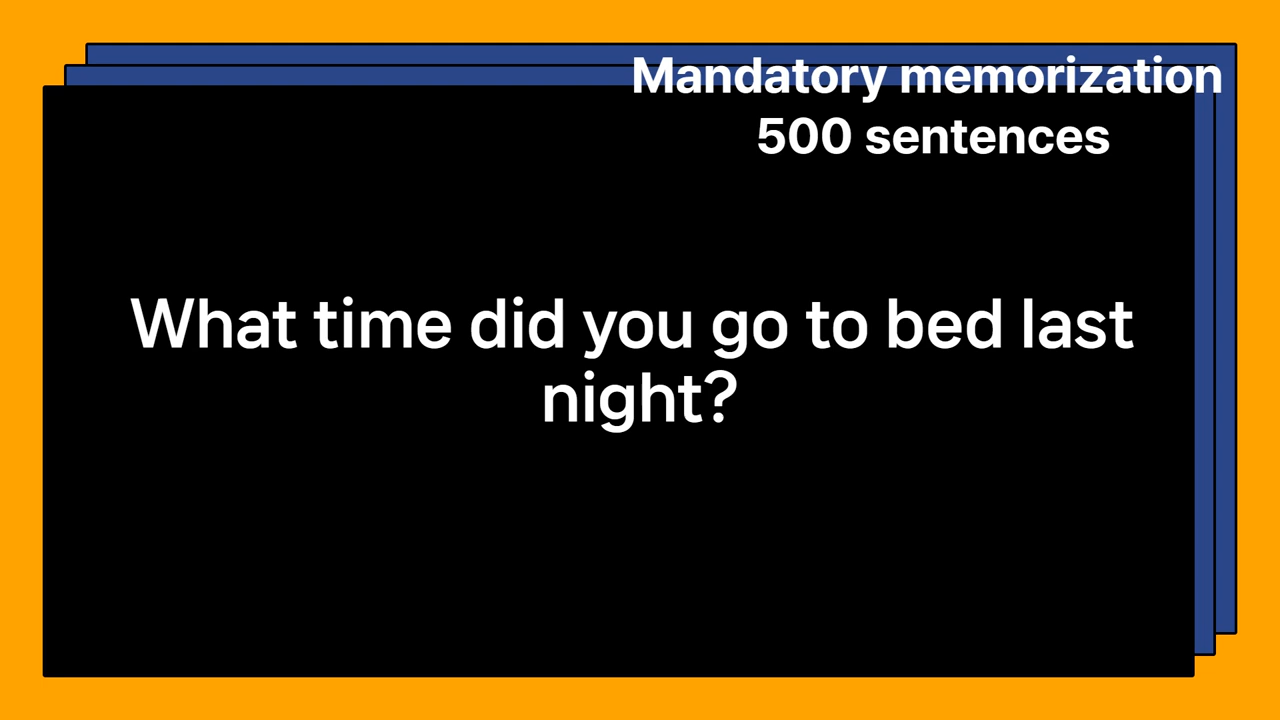 Mandatory memorization
500 sentences
What time did you go to bed last
night?